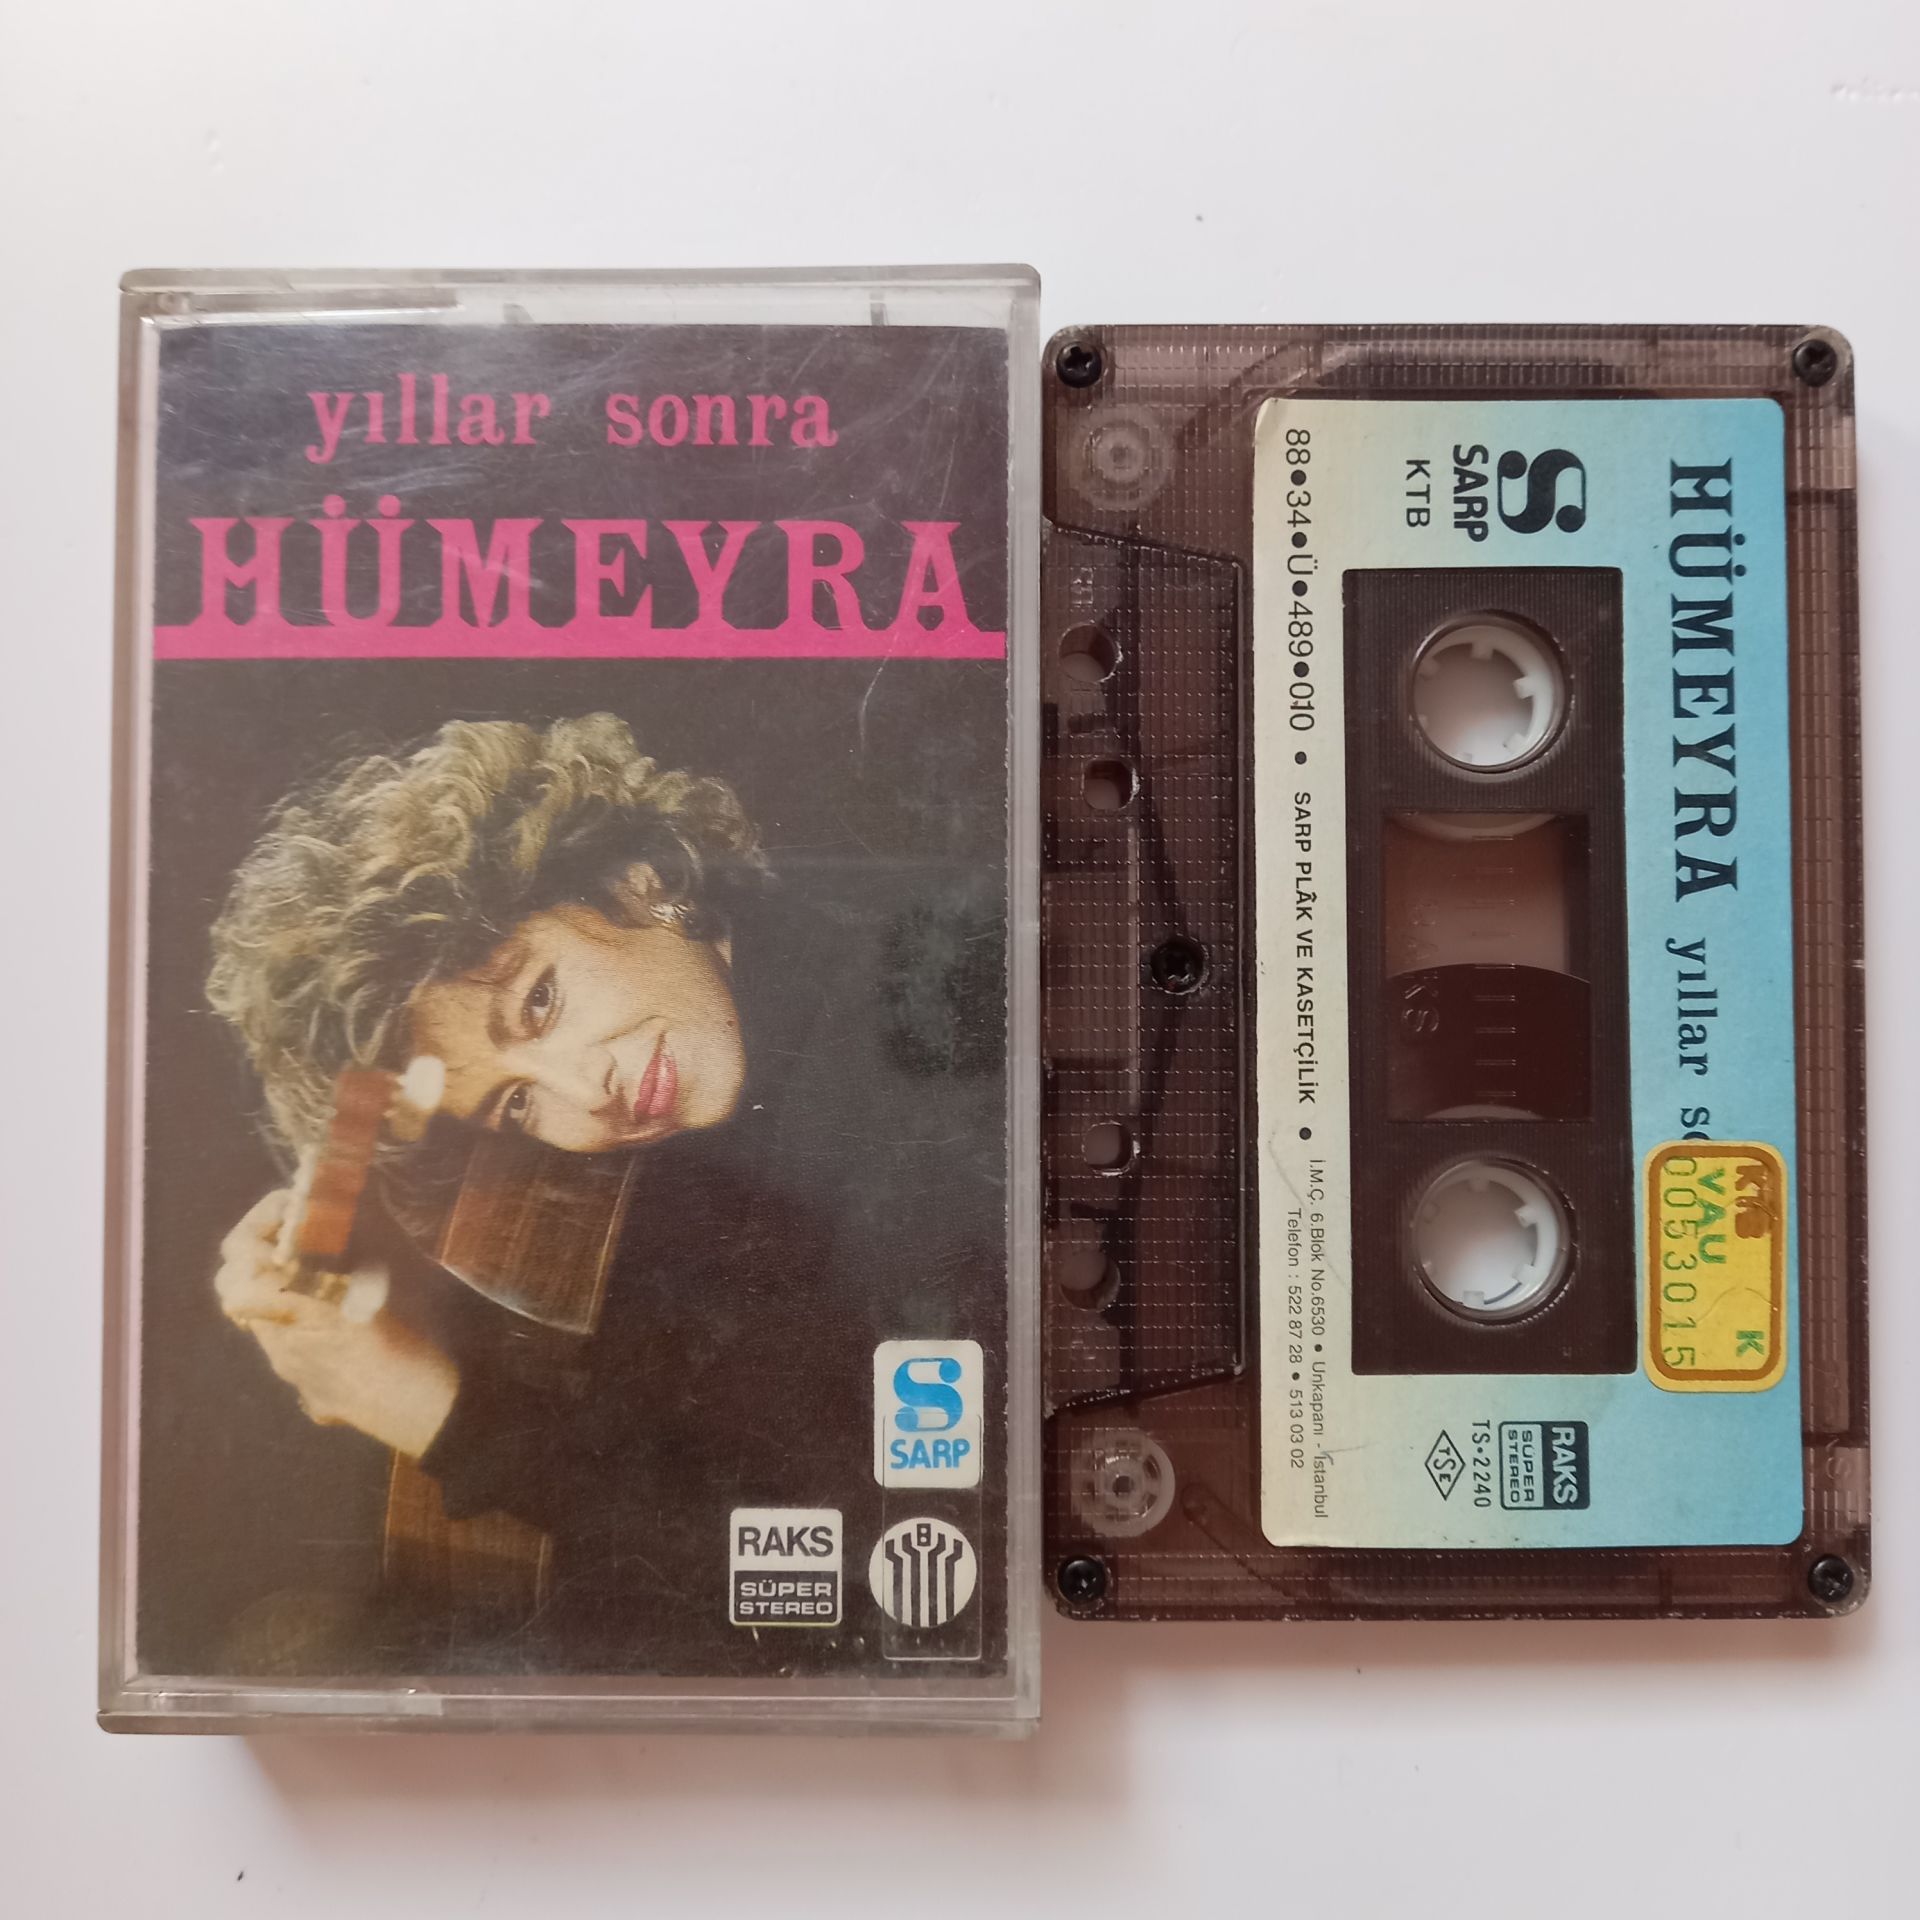 yıllar sonra
HÜMEYRA
S
SARP
RAKS
SÜPER
STEREO
B
HÜMEYRA yıllar so
S
SARP
KTB
88•34•Ü•489•010 • SARP PLÂK VE KASETÇİLİK •
İ.M.Ç. 6.Blok No.6530 • Unkapanı - İstanbul
Telefon : 522 87 28 • 513 03 02
RAKS
SÜPER
STEREO
TS•2240
TSE
VAU K
0053015
RAKS